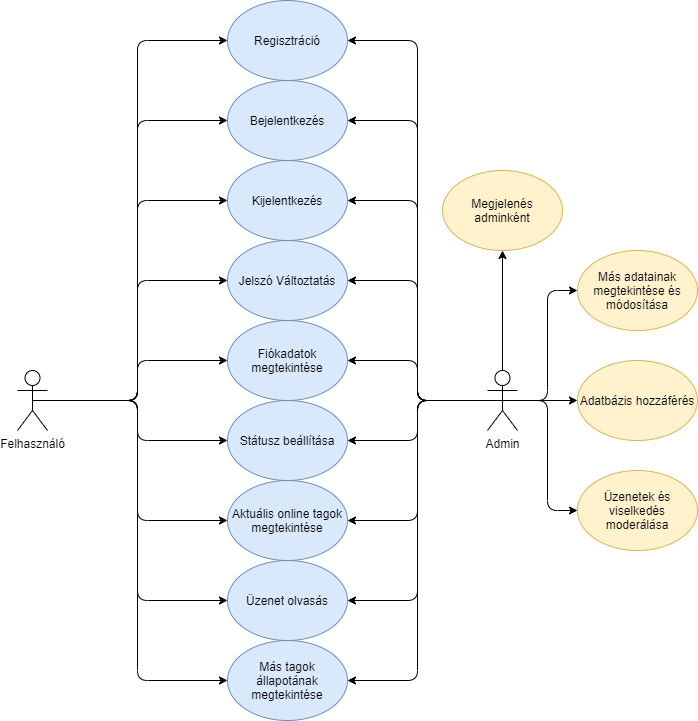 Regisztráció
Bejelentkezés
Kijelentkezés
Jelszó Változtatás
Fiókadatok
megtekintése
Státusz beállítása
Aktuális online tagok
megtekintése
Üzenet olvasás
Más tagok
állapotának
megtekintése
Felhasználó
Admin
Megjelenés
adminként
Más adatainak
megtekintése és
módosítása
Adatbázis hozzáférés
Üzenetek és
viselkedés
moderálása